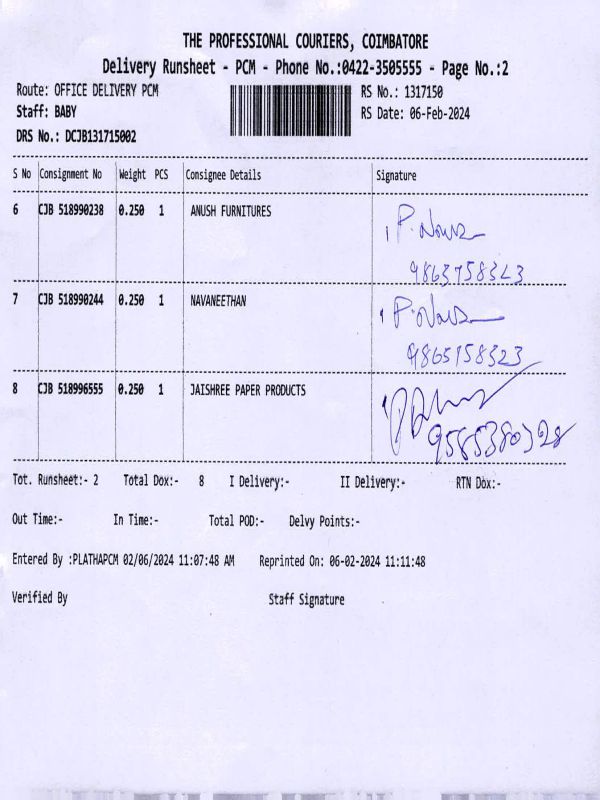 THE PROFESSIONAL COURIERS, COIMBATORE
Delivery Runsheet - PCM - Phone No.:0422-3505555 - Page No.:2
Route: OFFICE DELIVERY PCM RS No.: 1317150
Staff: BABY RS Date: 06-Feb-2024
DRS No.: DCJB131715002
S No Consignment No Weight PCS Consignee Details Signature
6 CJB 518990238 0.250 1 ANUSH FURNITURES
7 CJB 518990244 0.250 1 NAVANEETHAN
9865158323
8 CJB 518996555 0.250 1 JAISHREE PAPER PRODUCTS
Tot. Runsheet:- 2 Total Dox:- 8 I Delivery:- II Delivery:- RTN Dox:-
Out Time:- In Time:- Total POD:- Delvy Points:-
Entered By :PLATHAPCM 02/06/2024 11:07:48 AM Reprinted On: 06-02-2024 11:11:48
Verified By Staff Signature